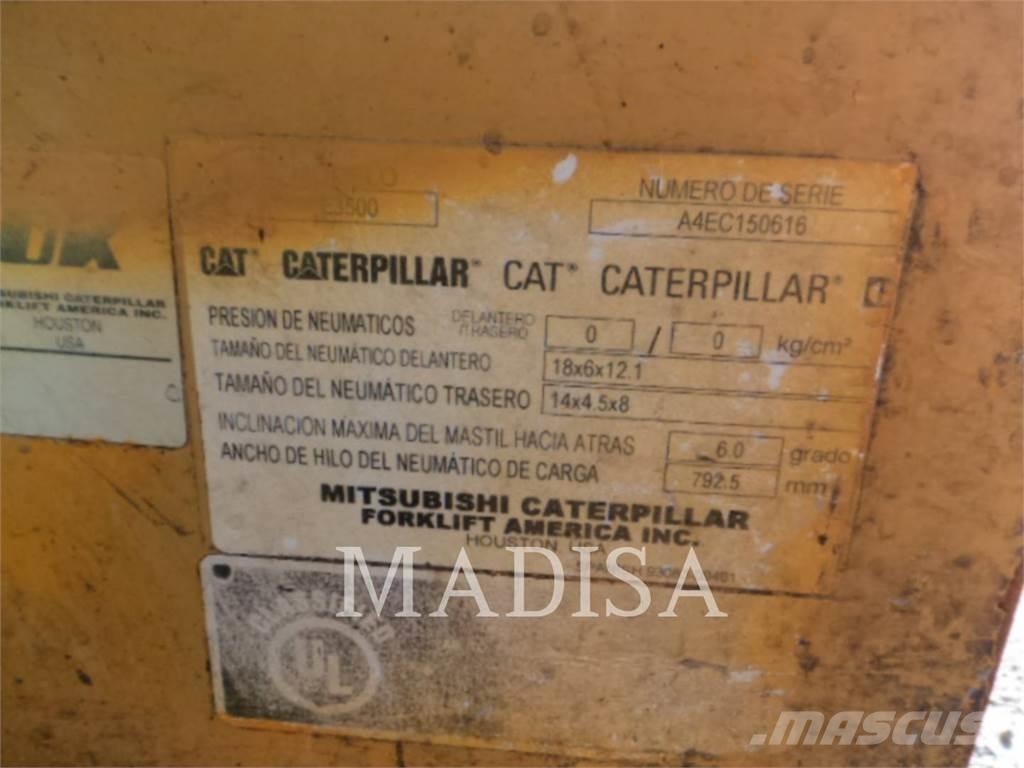 NUMERO DE SERIE
3500
A4EC150616
CAT CATERPILLAR CAT CATERPILLAR
PRESION DE NEUMATICOS DELANTERO /TRASERO 0 / 0 kg/cm²
TAMAÑO DEL NEUMÁTICO DELANTERO 18x6x12.1
TAMAÑO DEL NEUMÁTICO TRASERO 14x4.5x8
INCLINACION MAXIMA DEL MASTIL HACIA ATRAS 6.0 grado
ANCHO DE HILO DEL NEUMÁTICO DE CARGA 792.5 mm
MITSUBISHI CATERPILLAR
FORKLIFT AMERICA INC.
HOUSTON, USA
CATERPILLAR
AMERICA INC.
HOUSTON
USA
MADISA
CLASSIFIED
UL
MASCUS